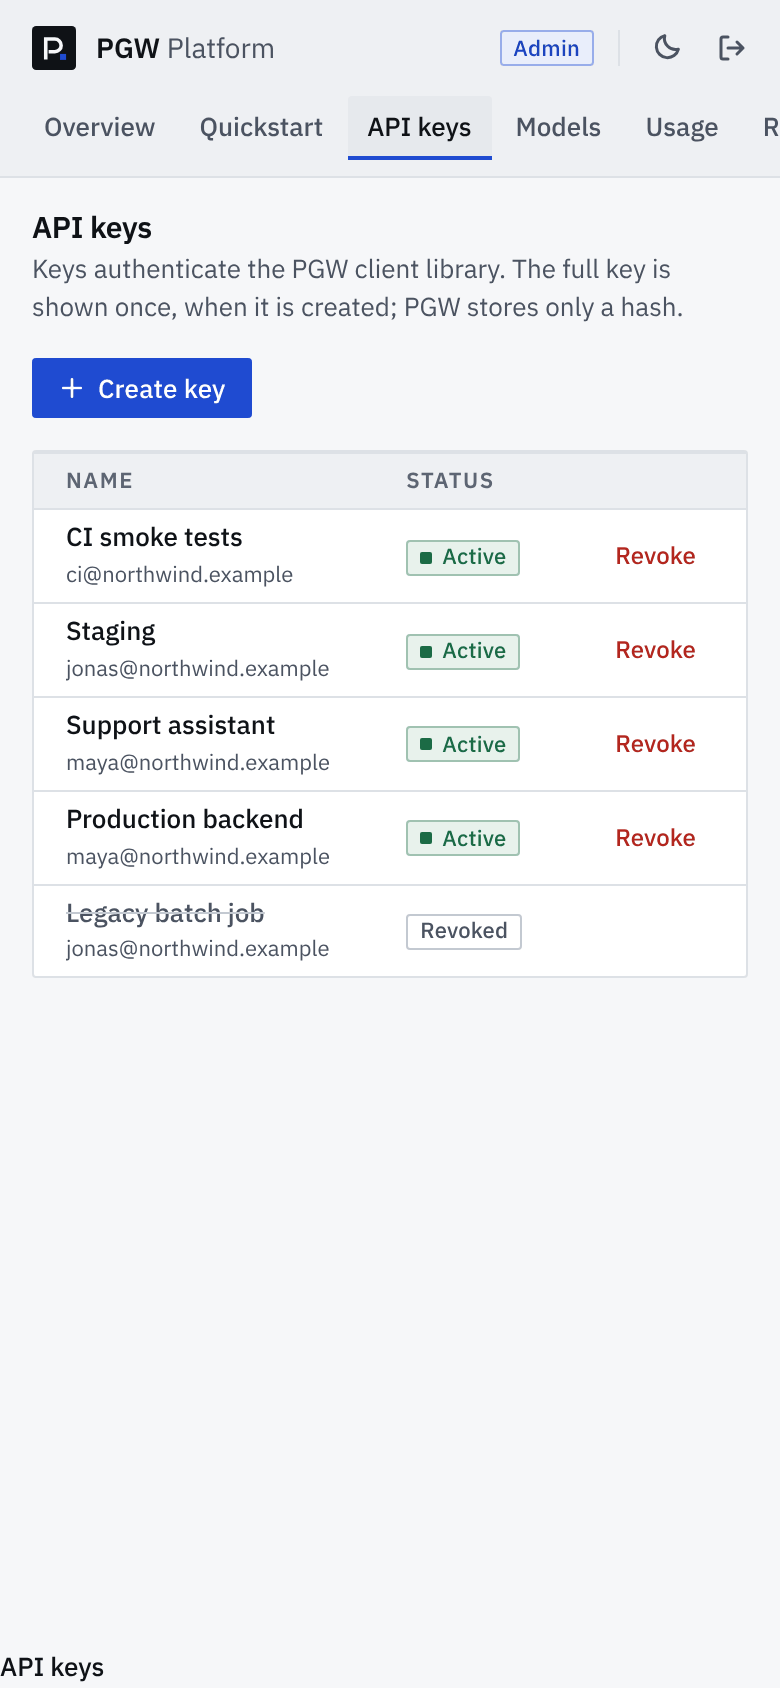 P.
PGW Platform
Admin
Overview Quickstart API keys Models Usage R
API keys
Keys authenticate the PGW client library. The full key is
shown once, when it is created; PGW stores only a hash.
+ Create key
NAME STATUS
CI smoke tests
ci@northwind.example
Active Revoke
Staging
jonas@northwind.example
Active Revoke
Support assistant
maya@northwind.example
Active Revoke
Production backend
maya@northwind.example
Active Revoke
Legacy batch job
jonas@northwind.example
Revoked
API keys